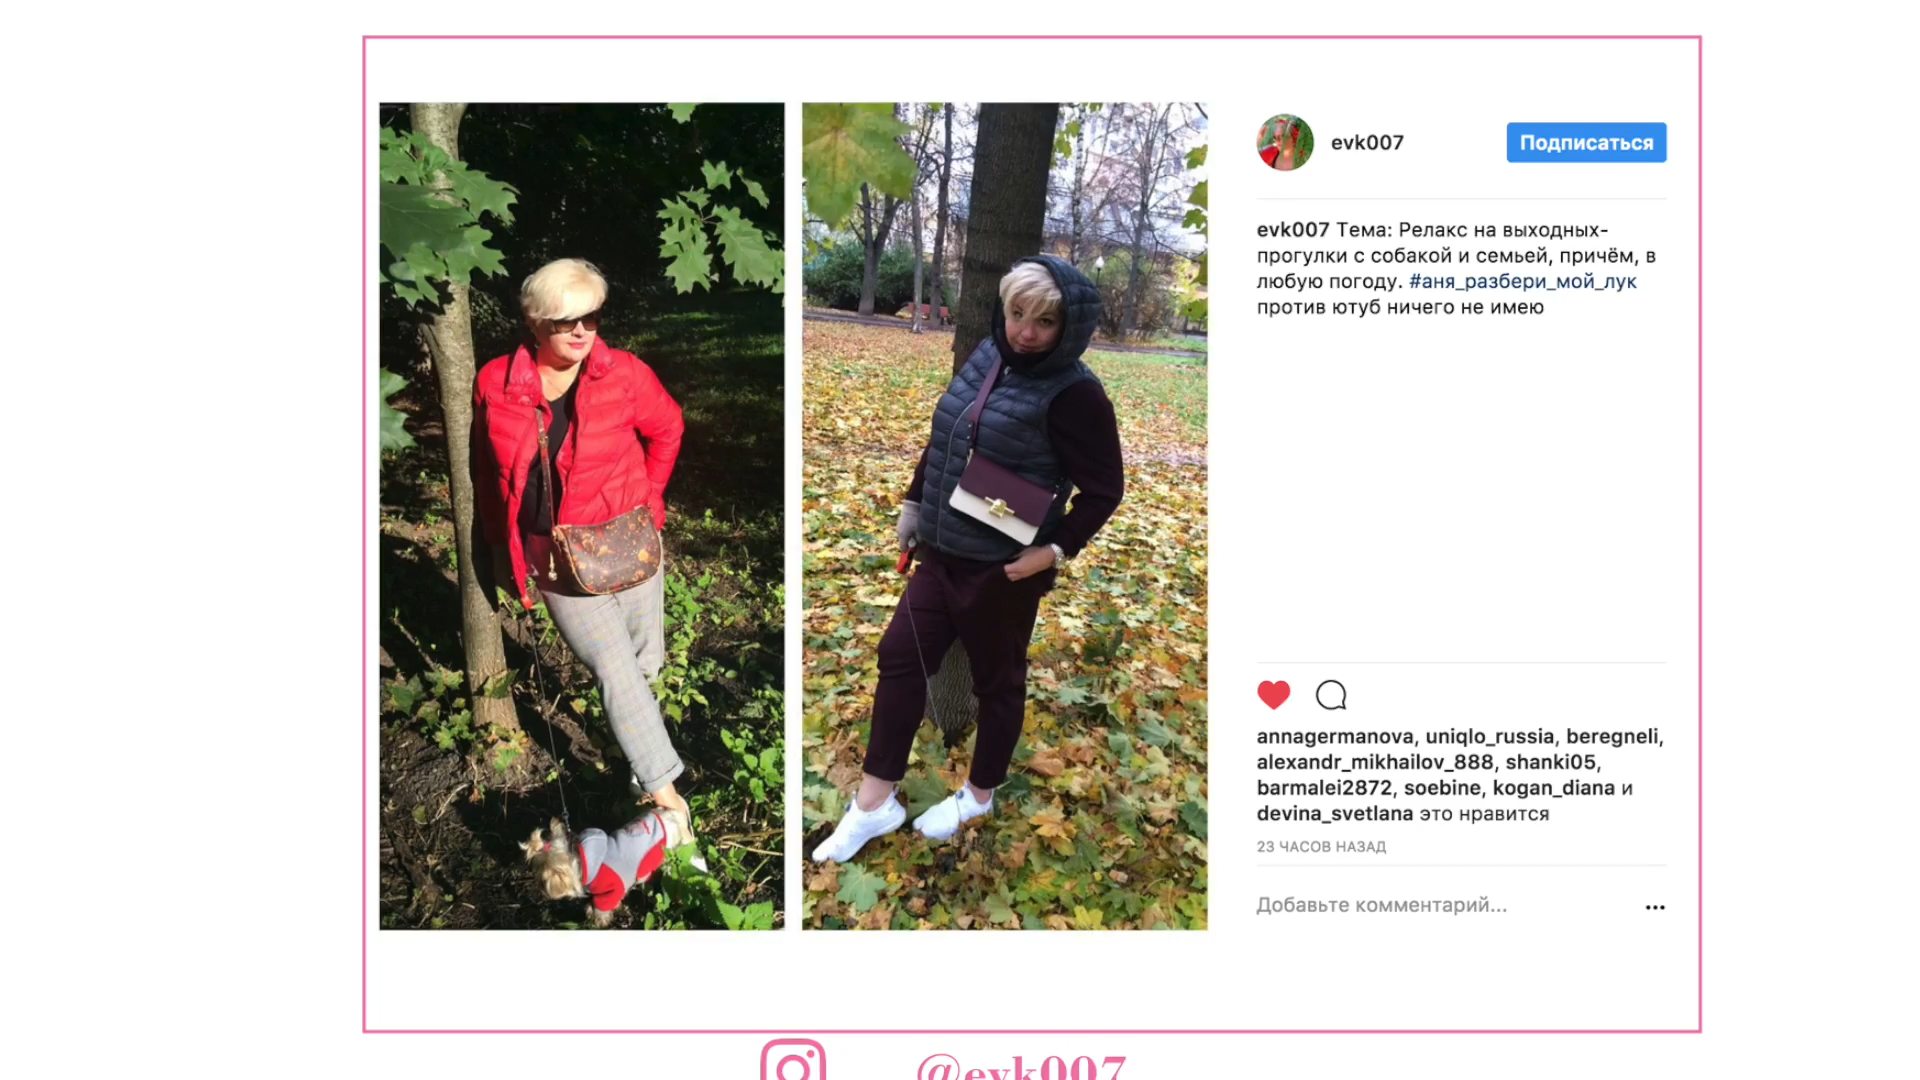 evk007
Подписаться
evk007 Тема: Релакс на выходных-
прогулки с собакой и семьей, причём, в
любую погоду. #аня_разбери_мой_лук
против ютуб ничего не имею
annagermanova, uniqlo_russia, beregneli,
alexandr_mikhailov_888, shanki05,
barmalei2872, soebine, kogan_diana и
devina_svetlana это нравится
23 ЧАСОВ НАЗАД
Добавьте комментарий...
@evk007